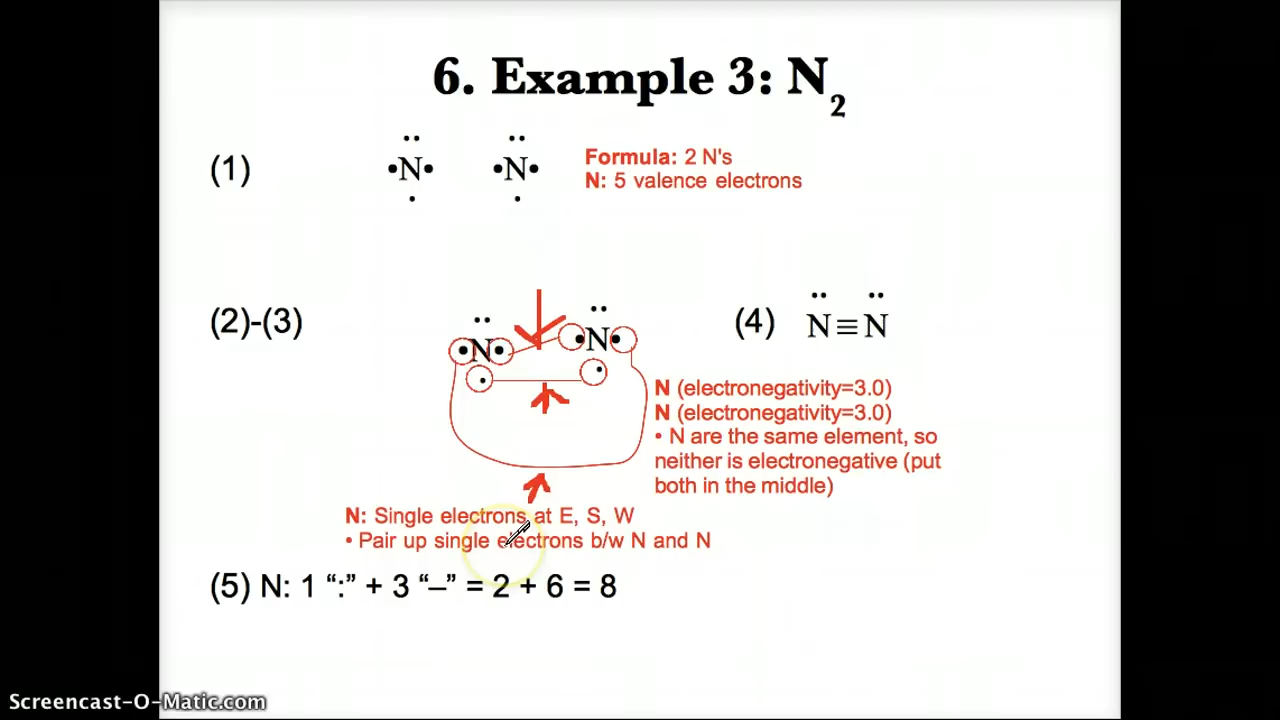 6. Example 3: N₂
(1) ••N•• ••N•• Formula: 2 N's
N: 5 valence electrons
(2)-(3) N N (4) N≡N
N (electronegativity=3.0)
N (electronegativity=3.0)
• N are the same element, so
neither is electronegative (put
both in the middle)
N: Single electrons at E, S, W
• Pair up single electrons b/w N and N
(5) N: 1 “:” + 3 “–” = 2 + 6 = 8
Screencast-O-Matic.com